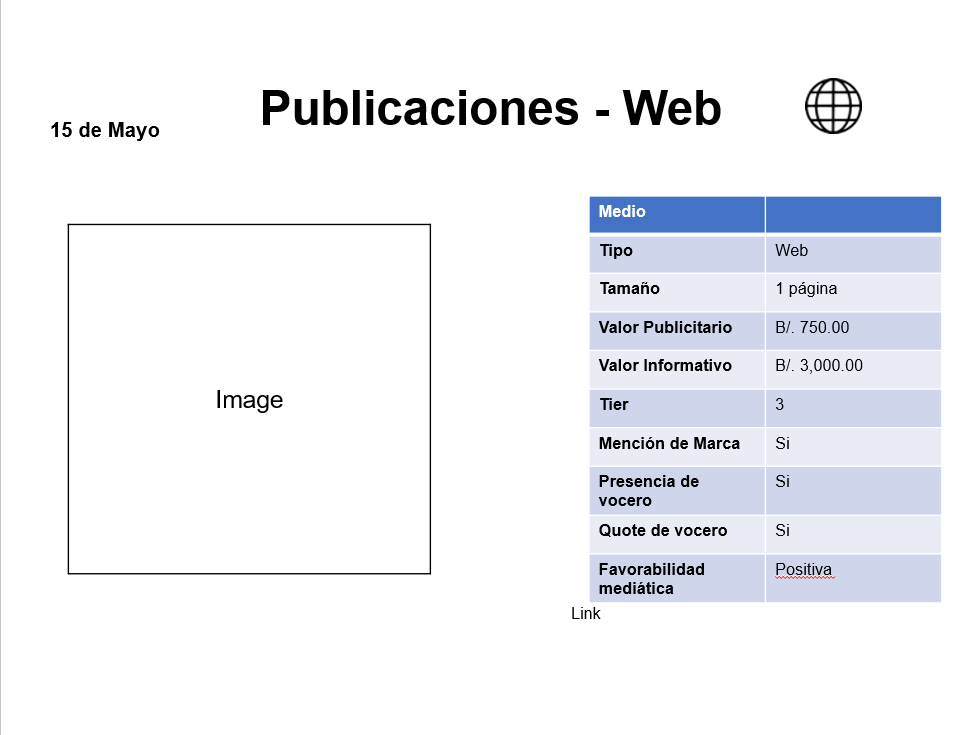 Publicaciones - Web
15 de Mayo
Image
Medio
Tipo Web
Tamaño 1 página
Valor Publicitario B/. 750.00
Valor Informativo B/. 3,000.00
Tier 3
Mención de Marca Si
Presencia de Si
vocero
Quote de vocero Si
Favorabilidad Positiva
mediática
Link